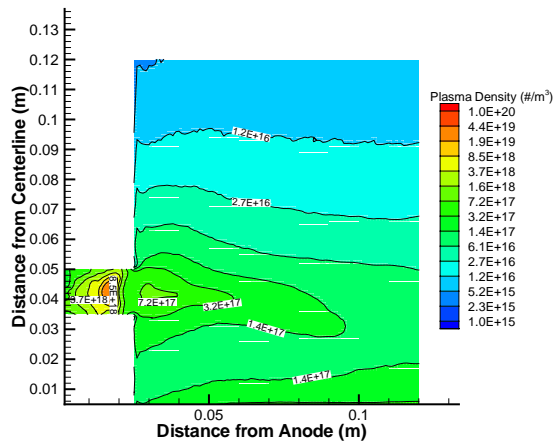 0.13
0.12
0.11
0.1
0.09
0.08
0.07
0.06
0.05
0.04
0.03
0.02
0.01
Distance from Centerline (m)
1.2E+16
2.7E+16
3.7E+18
8.5E+18
7.2E+17
3.2E+17
1.4E+17
1.4E+17
0.05
0.1
Distance from Anode (m)
Plasma Density (#/m³)
1.0E+20
4.4E+19
1.9E+19
8.5E+18
3.7E+18
1.6E+18
7.2E+17
3.2E+17
1.4E+17
6.1E+16
2.7E+16
1.2E+16
5.2E+15
2.3E+15
1.0E+15